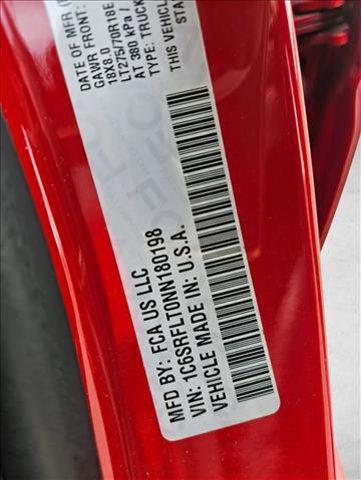 DATE OF MFR
GAWR FRONT:
18X8.0
LT275/70R18E
AT 380 kPa /
TYPE: TRUCK
THIS VEHICLE
MFD BY: FCA US LLC
VIN: 1C6SRFLT0NN180198
VEHICLE MADE IN: U.S.A.